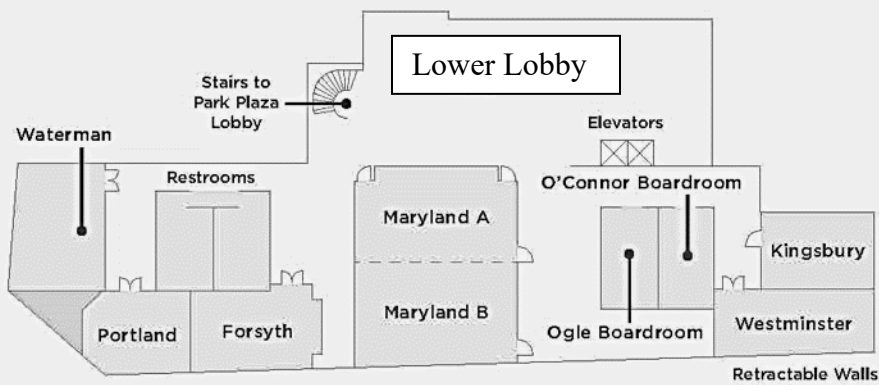 Lower Lobby
Stairs to
Park Plaza
Lobby
Elevators
Waterman
Restrooms
O'Connor Boardroom
Maryland A
Kingsbury
Maryland B
Portland
Forsyth
Ogle Boardroom
Westminster
Retractable Walls